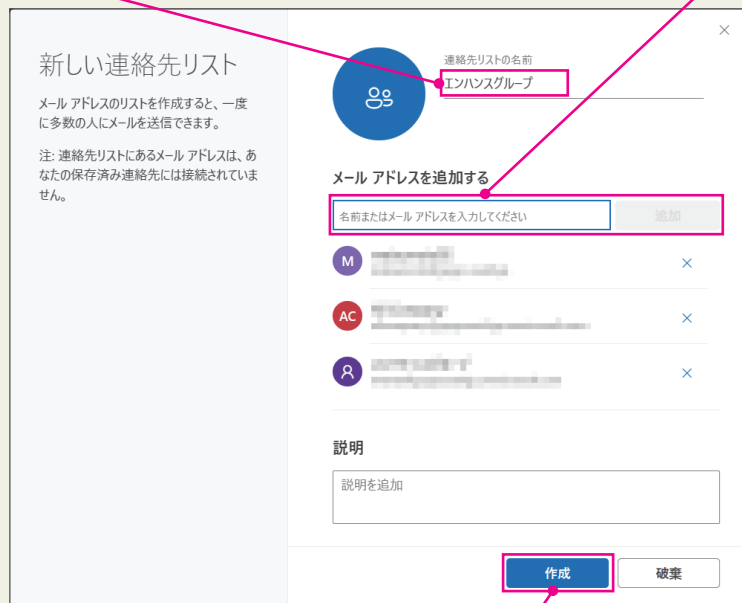 新しい連絡先リスト
メール アドレスのリストを作成すると、一度
に多数の人にメールを送信できます。
注: 連絡先リストにあるメール アドレスは、あ
なたの保存済み連絡先には接続されていま
せん。
連絡先リストの名前
エンハンスグループ
メール アドレスを追加する
名前またはメール アドレスを入力してください
追加
M
AC
説明
説明を追加
作成
破棄